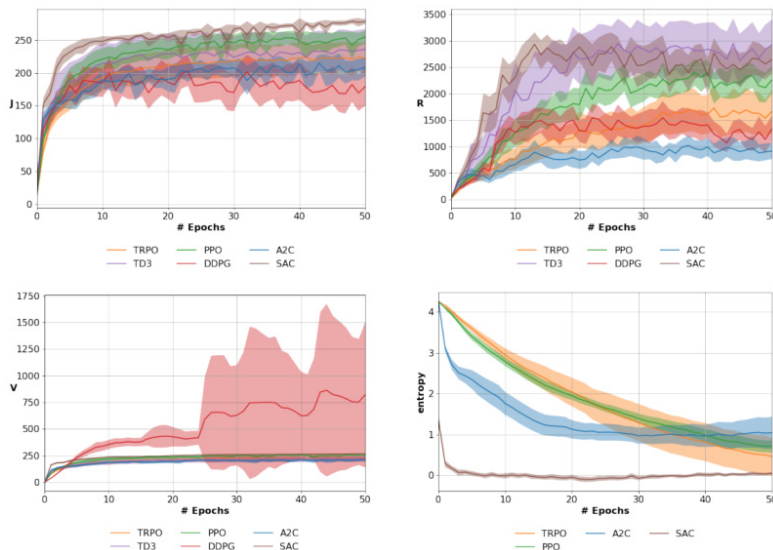 250
200
150
100
50
0
J
0 10 20 30 40 50
# Epochs
TRPO PPO A2C
TD3 DDPG SAC
3500
3000
2500
2000
1500
1000
500
0
R
0 10 20 30 40 50
# Epochs
TRPO PPO A2C
TD3 DDPG SAC
1750
1500
1250
1000
750
500
250
0
V
0 10 20 30 40 50
# Epochs
TRPO PPO A2C
TD3 DDPG SAC
4
3
2
1
0
entropy
0 10 20 30 40 50
# Epochs
TRPO A2C SAC
PPO